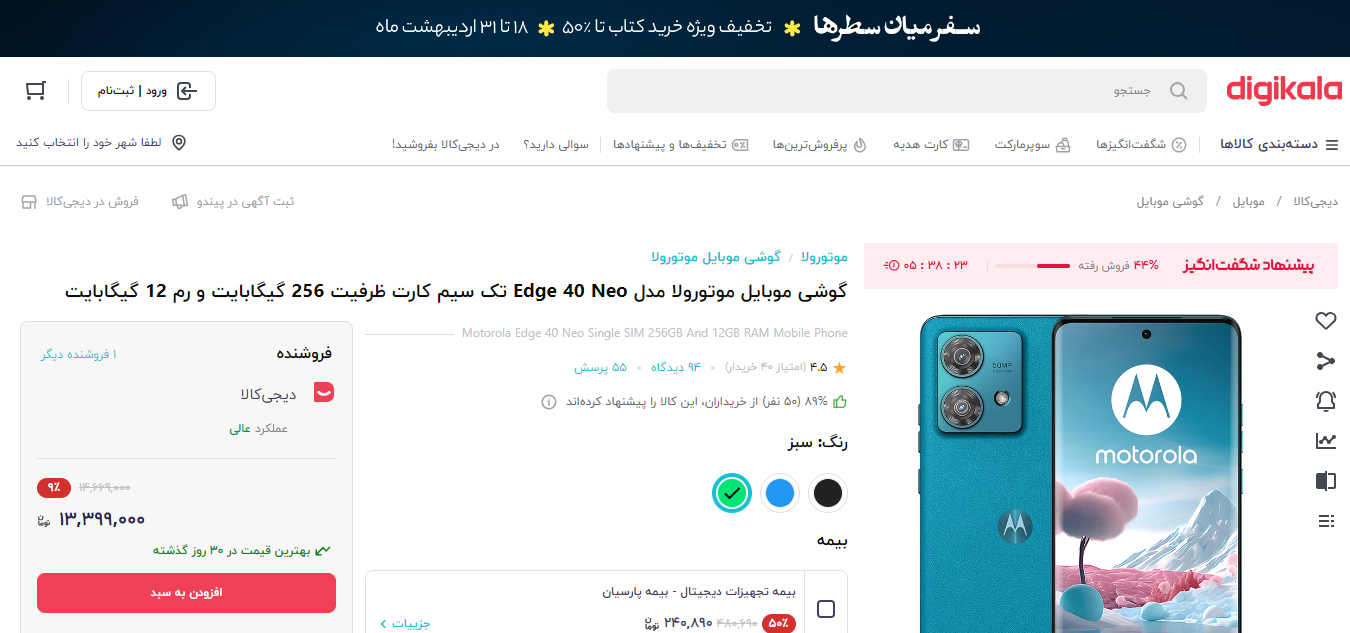 سفر میان سطرها تخفیف ویژه خرید کتاب تا ۵۰٪ ۱۸ تا ۳۱ اردیبهشت ماه
digikala
جستجو
ورود | ثبت‌نام
دسته‌بندی کالاها
شگفت‌انگیزها
سوپرمارکت
کارت هدیه
پرفروش‌ترین‌ها
تخفیف‌ها و پیشنهادها
سوالی دارید؟
در دیجی‌کالا بفروشید!
لطفا شهر خود را انتخاب کنید
دیجی‌کالا / موبایل / گوشی موبایل
ثبت آگهی در پیندو
فروش در دیجی‌کالا
پیشنهاد شگفت‌انگیز
۴۴% فروش رفته
۰۵ : ۳۸ : ۲۳
50MP
motorola
موتورولا / گوشی موبایل موتورولا
گوشی موبایل موتورولا مدل Edge 40 Neo تک سیم کارت ظرفیت 256 گیگابایت و رم 12 گیگابایت
Motorola Edge 40 Neo Single SIM 256GB And 12GB RAM Mobile Phone
۴.۵ (امتیاز ۴۰ خریدار) ۹۴ دیدگاه ۵۵ پرسش
۸۹% (۵۰ نفر) از خریداران، این کالا را پیشنهاد کرده‌اند
رنگ: سبز
بیمه
بیمه تجهیزات دیجیتال - بیمه پارسیان
۵۰٪ ۴۸۰,۶۹۰ ۲۴۰,۸۹۰ تومان
جزییات
فروشنده
۱ فروشنده دیگر
دیجی‌کالا
عملکرد عالی
۱۴,۶۶۹,۰۰۰ ۹٪
۱۳,۳۹۹,۰۰۰ تومان
بهترین قیمت در ۳۰ روز گذشته
افزودن به سبد